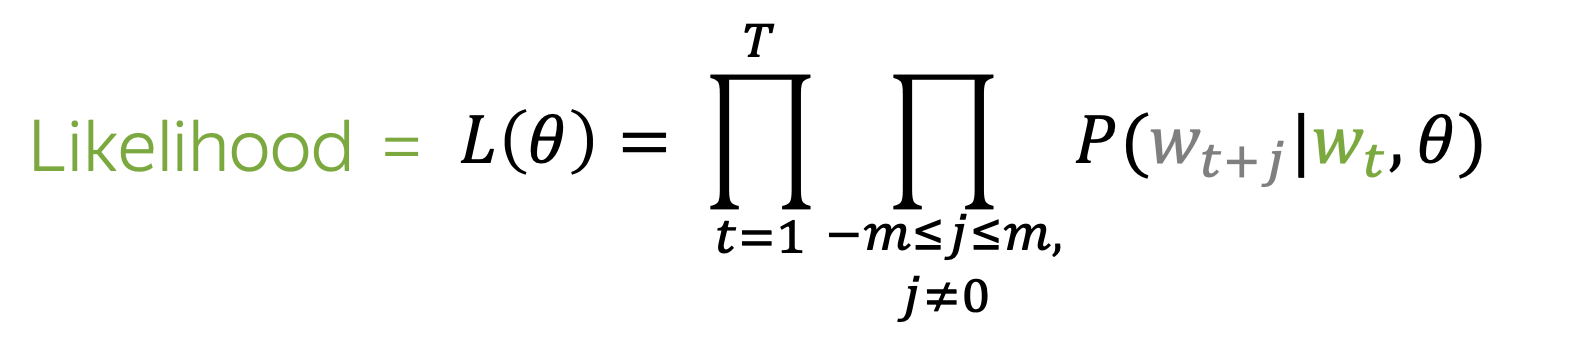 T
Likelihood = L(θ) = ∏ ∏ P(w_{t+j}|w_t, θ)
t=1 −m≤j≤m,
j≠0